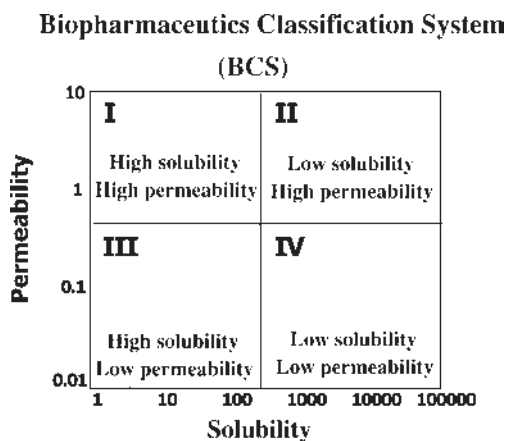 Biopharmaceutics Classification System
(BCS)
10
I
II
High solubility
High permeability
Low solubility
High permeability
1
Permeability
III
IV
0.1
High solubility
Low permeability
Low solubility
Low permeability
0.01
1 10 100 1000 10000 100000
Solubility